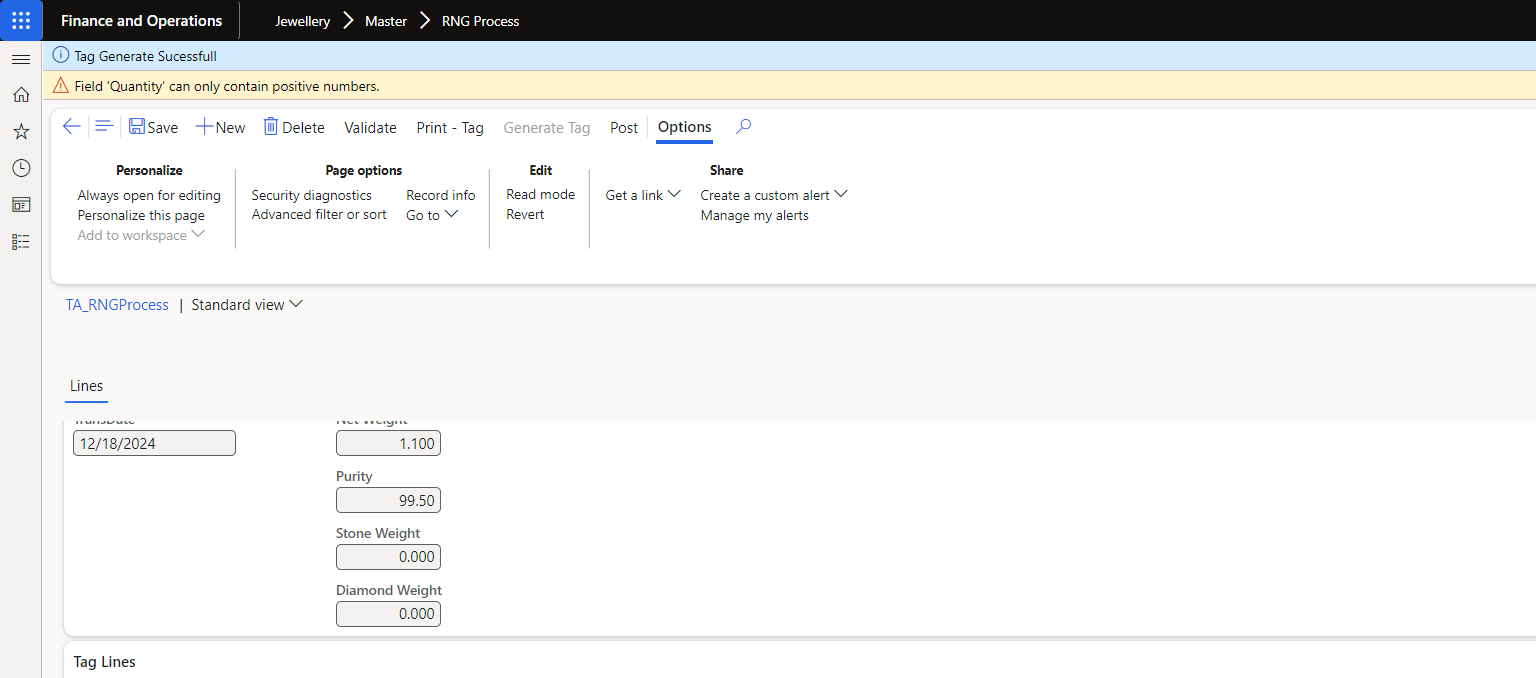 Finance and Operations Jewellery Master RNG Process
Tag Generate Sucessfull
Field 'Quantity' can only contain positive numbers.
Save New Delete Validate Print - Tag Generate Tag Post Options
Personalize Page options Edit Share
Always open for editing Security diagnostics Record info Read mode Get a link Create a custom alert
Personalize this page Advanced filter or sort Go to Revert Manage my alerts
Add to workspace
TA_RNGProcess | Standard view
Lines
TransDate Net Weight
12/18/2024 1.100
Purity
99.50
Stone Weight
0.000
Diamond Weight
0.000
Tag Lines